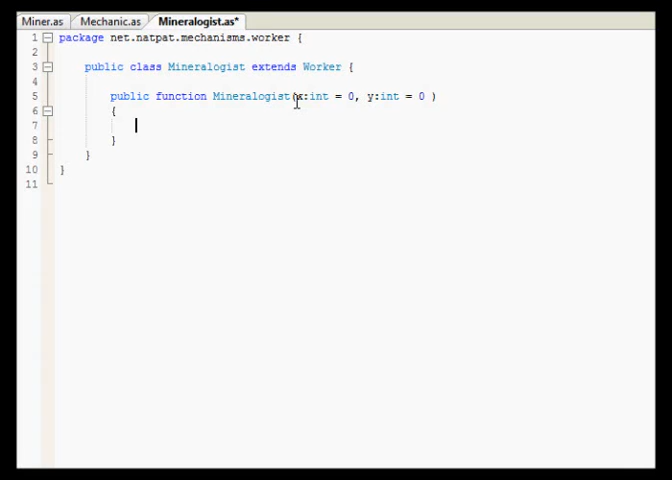 Miner.as Mechanic.as Mineralogist.as*
1 package net.natpat.mechanisms.worker {
2
3 public class Mineralogist extends Worker {
4
5 public function Mineralogist(x:int = 0, y:int = 0 )
6 {
7
8 }
9 }
10 }
11